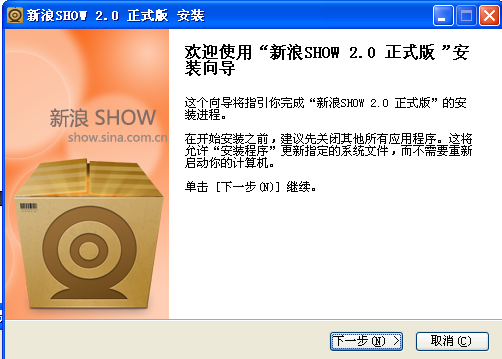 新浪SHOW 2.0 正式版 安装
欢迎使用“新浪SHOW 2.0 正式版 ”安
装向导
新浪 SHOW
show.sina.com.cn
这个向导将指引你完成“新浪SHOW 2.0 正式版”的安
装进程。
在开始安装之前，建议先关闭其他所有应用程序。这将
允许“安装程序”更新指定的系统文件，而不需要重新
启动你的计算机。
单击 [下一步(N)] 继续。
下一步(N) >
取消(C)